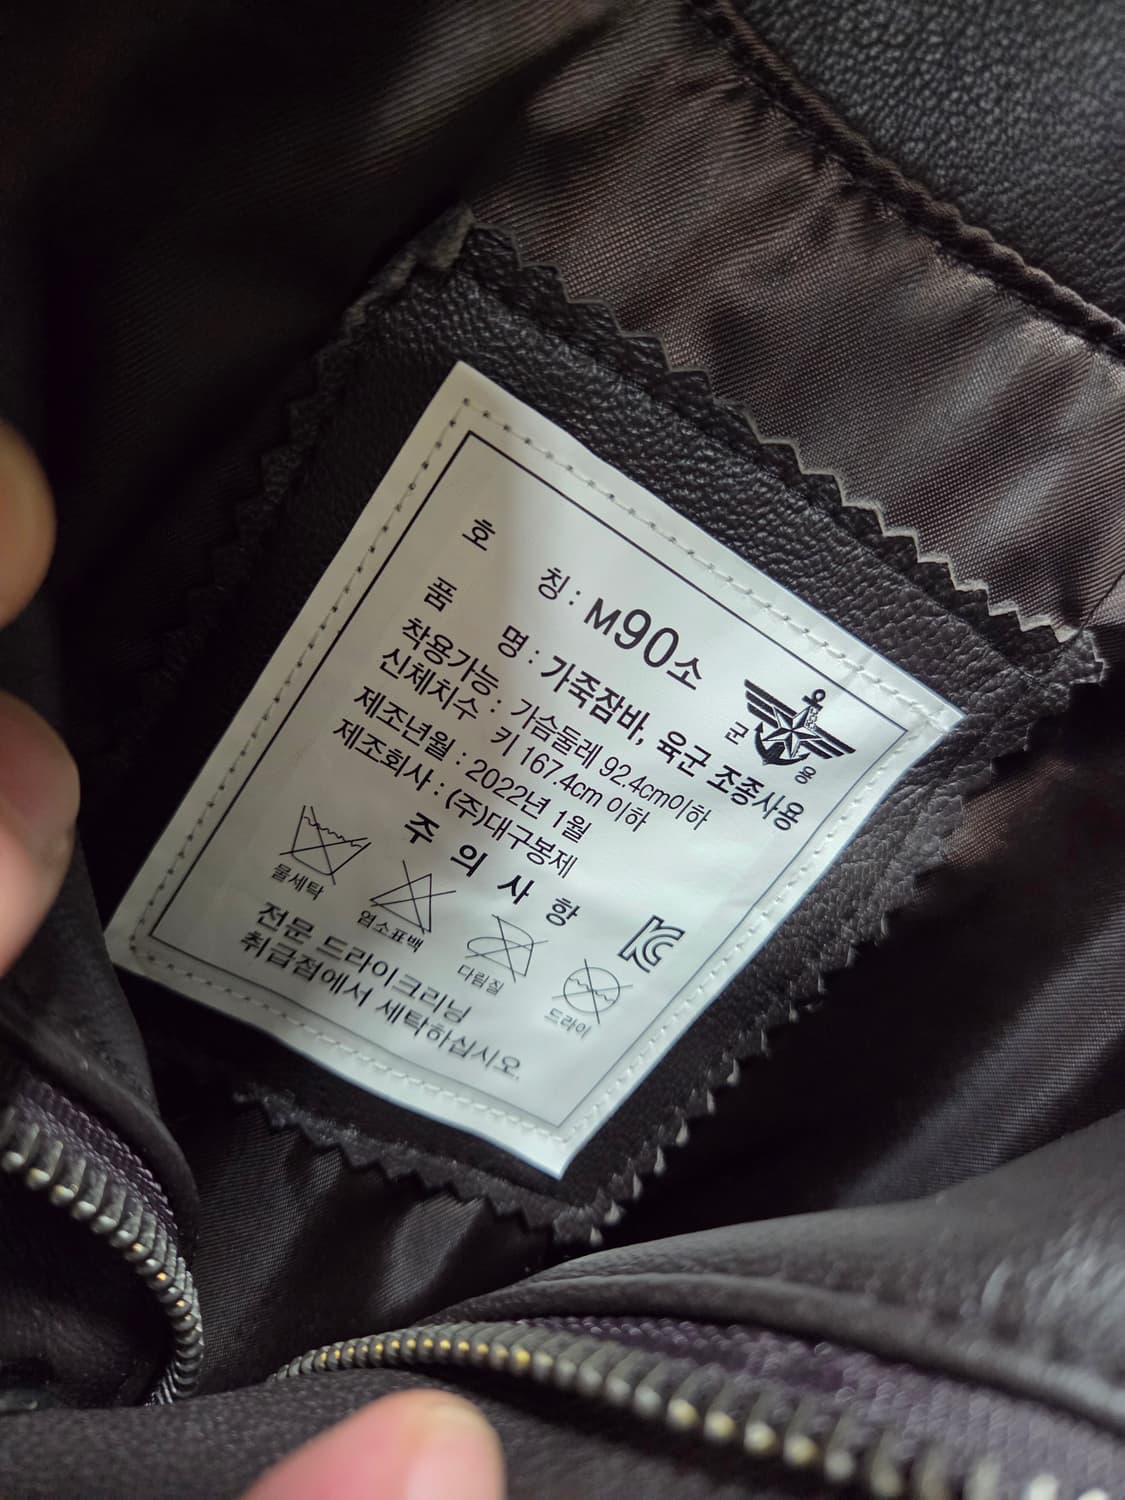 호 칭 : M90소
품 명 : 가죽잠바, 육군 조종사용
군 용
착용가능 : 가슴둘레 92.4cm이하
신체치수 키 167.4cm 이하
제조년월 : 2022년 1월
제조회사 : (주)대구봉제
주 의 사 항
물세탁 염소표백 다림질 드라이
KC
전문 드라이크리닝
취급점에서 세탁하십시오.